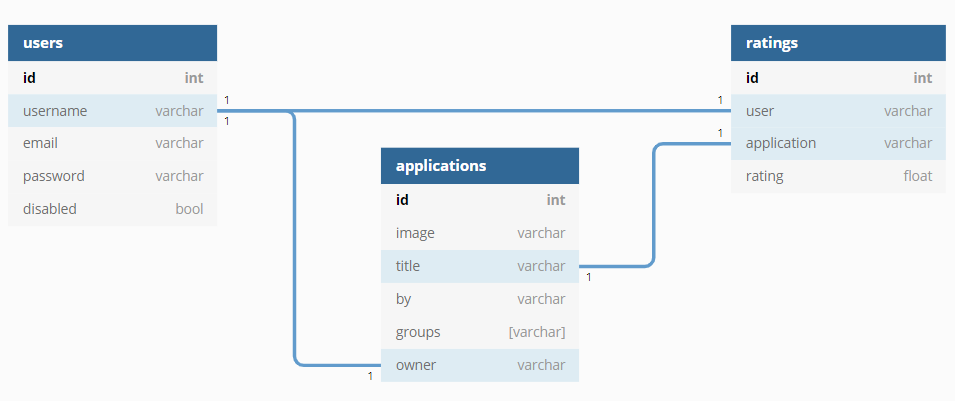 users
id int
username varchar
email varchar
password varchar
disabled bool
1
1
applications
id int
image varchar
title varchar
by varchar
groups [varchar]
owner varchar
1
1
ratings
id int
user varchar
application varchar
rating float
1
1